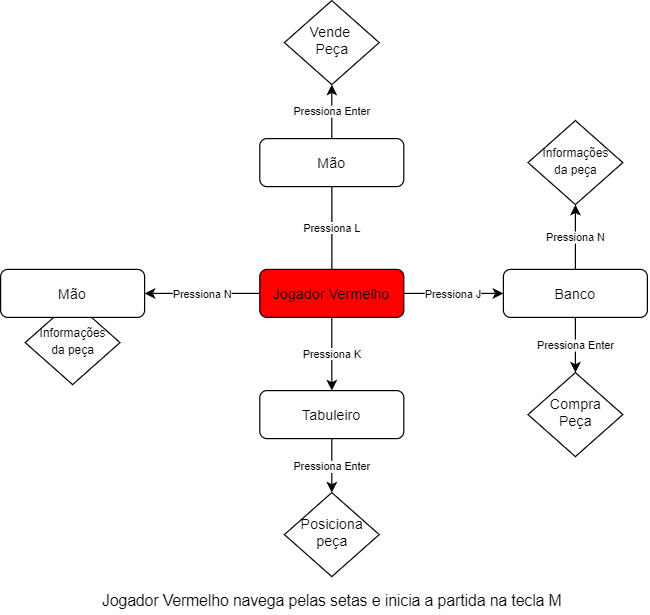 Vende
Peça
Pressiona Enter
Mão
Informações
da peça
Pressiona L
Pressiona N
Mão
Pressiona N
Jogador Vermelho
Pressiona J
Banco
Informações
da peça
Pressiona K
Pressiona Enter
Tabuleiro
Compra
Peça
Pressiona Enter
Posiciona
peça
Jogador Vermelho navega pelas setas e inicia a partida na tecla M